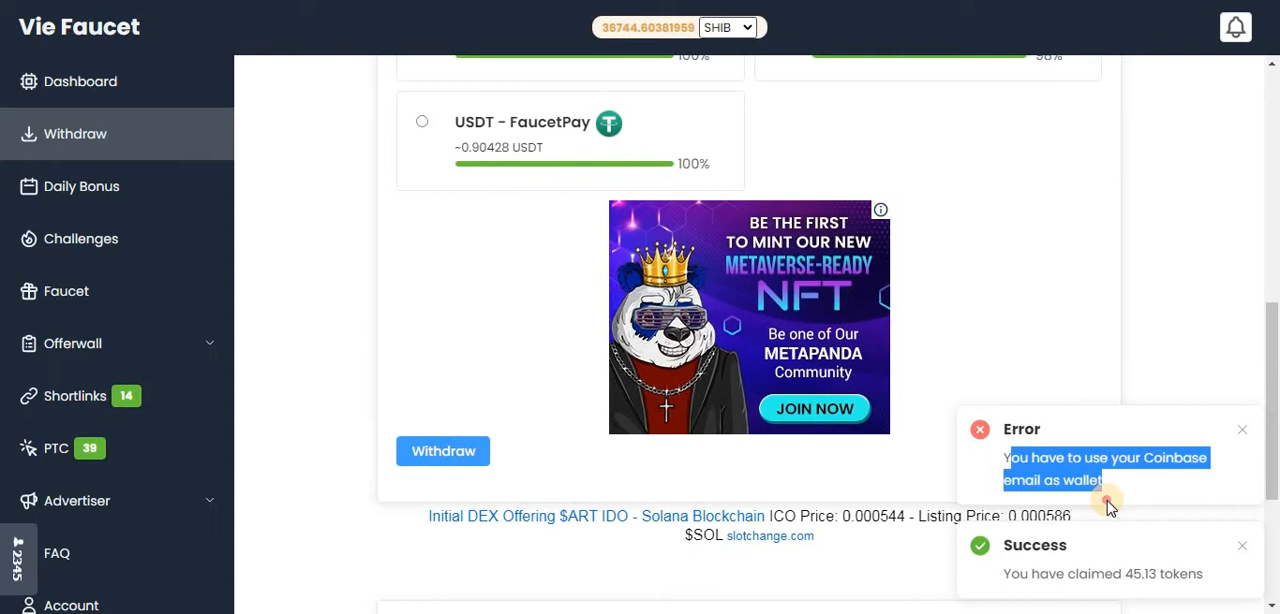 Vie Faucet
36744.60381959 SHIB
Dashboard
Withdraw
Daily Bonus
Challenges
Faucet
Offerwall
Shortlinks 14
PTC 39
Advertiser
2345
FAQ
Account
100%
98%
USDT - FaucetPay
~0.90428 USDT
100%
BE THE FIRST
TO MINT OUR NEW
METAVERSE-READY
NFT
Be one of Our
METAPANDA
Community
JOIN NOW
Withdraw
Initial DEX Offering $ART IDO - Solana Blockchain ICO Price: 0.000544 - Listing Price: 0.000586
$SOL slotchange.com
Error
You have to use your Coinbase
email as wallet
Success
You have claimed 45.13 tokens